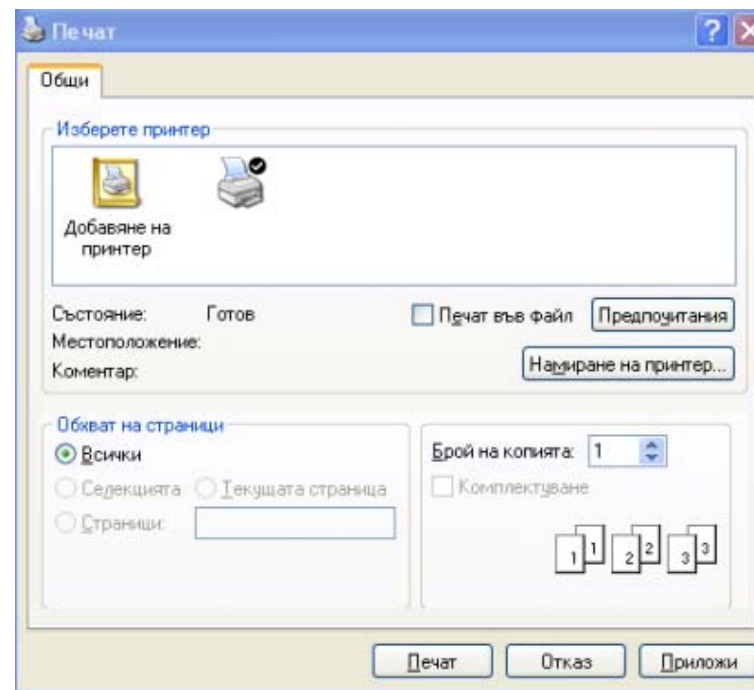 Печат
Общи
Изберете принтер
Добавяне на
принтер
Състояние: Готов
Печат във файл
Предпочитания
Местоположение:
Намиране на принтер...
Коментар:
Обхват на страници
Всички
Селекцията Текущата страница
Страници:
Брой на копията: 1
Комплектуване
1 1 2 2 3 3
Печат Отказ Приложи